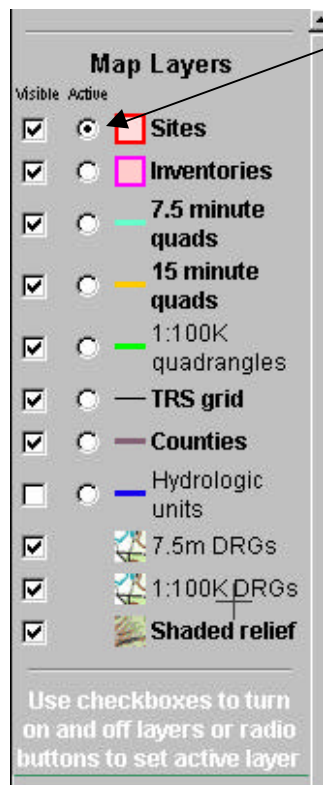 Map Layers
Visible Active
Sites
Inventories
7.5 minute
quads
15 minute
quads
1:100K
quadrangles
TRS grid
Counties
Hydrologic
units
7.5m DRGs
1:100K DRGs
Shaded relief
Use checkboxes to turn
on and off layers or radio
buttons to set active layer